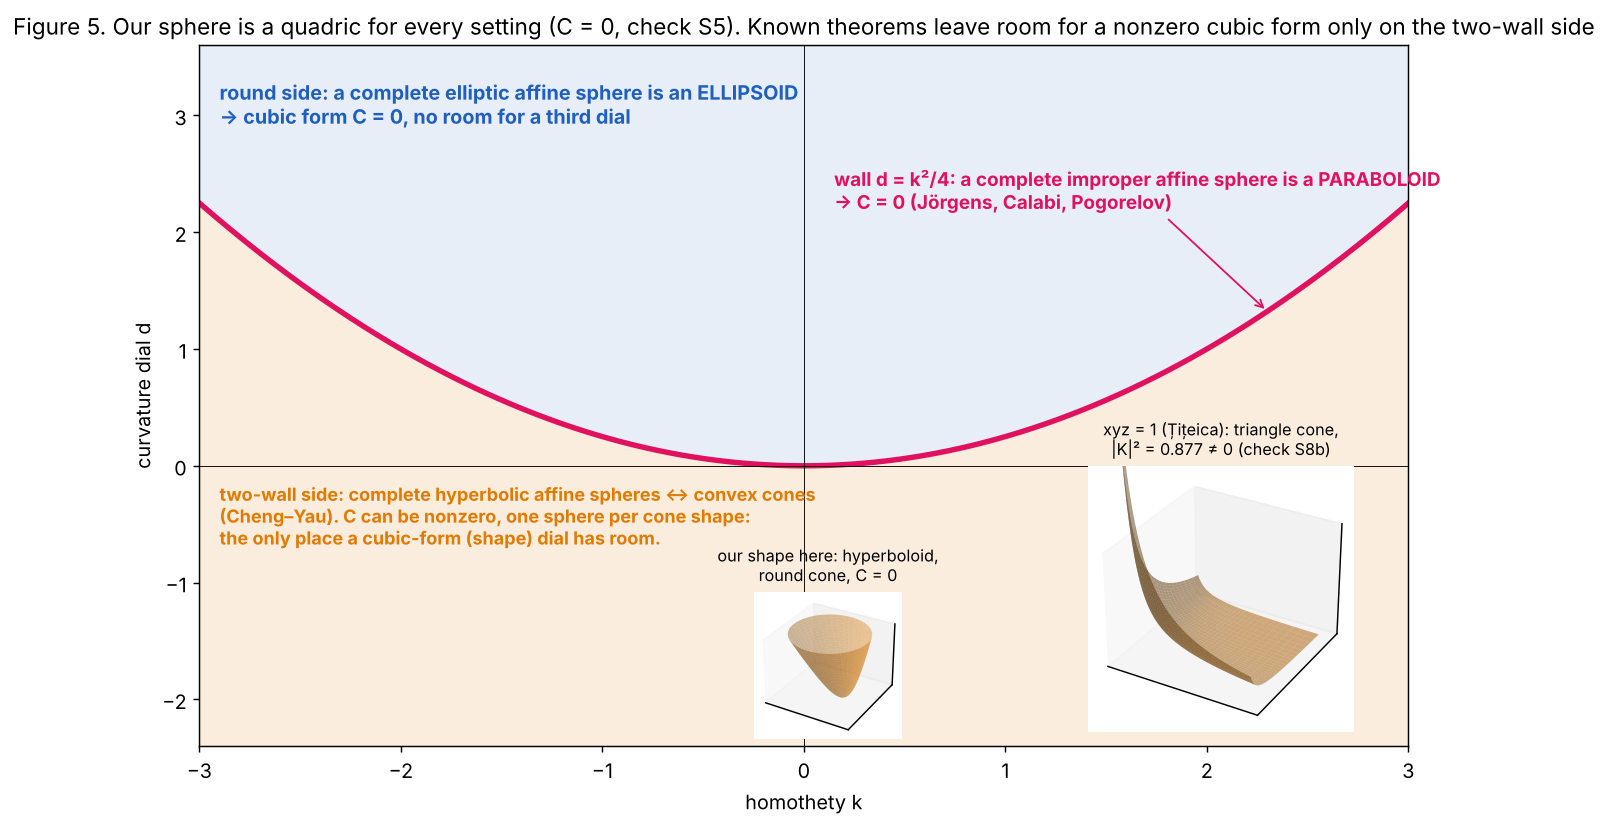 Figure 5. Our sphere is a quadric for every setting (C = 0, check S5). Known theorems leave room for a nonzero cubic form only on the two-wall side
round side: a complete elliptic affine sphere is an ELLIPSOID
→ cubic form C = 0, no room for a third dial
wall d = k²/4: a complete improper affine sphere is a PARABOLOID
→ C = 0 (Jörgens, Calabi, Pogorelov)
xyz = 1 (Țițeica): triangle cone,
|K|² = 0.877 ≠ 0 (check S8b)
two-wall side: complete hyperbolic affine spheres ↔ convex cones
(Cheng–Yau). C can be nonzero, one sphere per cone shape:
the only place a cubic-form (shape) dial has room.
our shape here: hyperboloid,
round cone, C = 0
curvature dial d
3
2
1
0
−1
−2
−3
−2
−1
0
1
2
3
homothety k